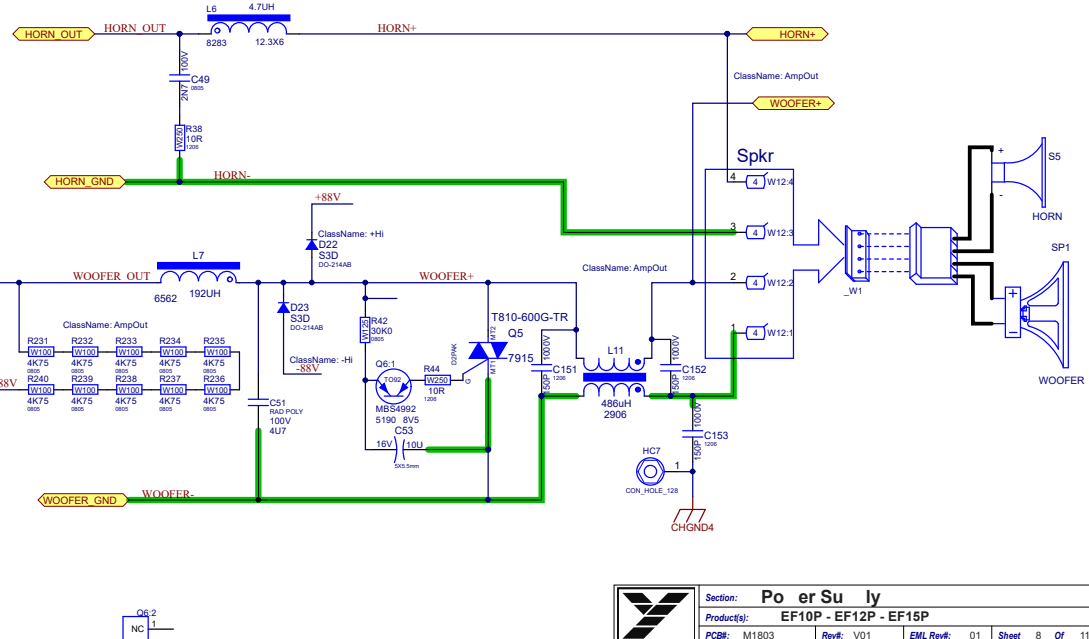 L6 4.7UH
HORN_OUT HORN_OUT HORN+ HORN+
8283 12.3X6
100V
C49
0805
2N7
ClassName: AmpOut
WOOFER+
R38
10R
1206
W250
HORN_GND HORN-
Spkr
4 4 W12:4
3 4 W12:3
2 4 W12:2
1 4 W12:1
_W1
+
-
S5
HORN
SP1
WOOFER
+88V
ClassName: +Hi
D22
S3D
DO-214AB
L7
WOOFER_OUT
6562 192UH
WOOFER+
ClassName: AmpOut
D23
S3D
DO-214AB
ClassName: -Hi
-88V
ClassName: AmpOut
R231 R232 R233 R234 R235
W100 W100 W100 W100 W100
4K75 4K75 4K75 4K75 4K75
0805 0805 0805 0805 0805
88V
R240 R239 R238 R237 R236
W100 W100 W100 W100 W100
4K75 4K75 4K75 4K75 4K75
0805 0805 0805 0805 0805
C51
RAD POLY
100V
4U7
R42
30K0
0805
W125
Q6:1
TO92
MBS4992
5190 8V5
R44
W250
10R
1206
T810-600G-TR
Q5
7915
D2PAK
MT2
MT1
G
C53
16V 10U
5X5.5mm
1000V
C151
1206
150P
L11
486uH
2906
1000V
C152
1206
150P
1000V
C153
1206
150P
HC7
1
CON_HOLE_128
CHGND4
WOOFER_GND WOOFER-
Q6:2
NC 1
Section: Po er Su ly
Product(s): EF10P - EF12P - EF15P
PCB#: M1803 Rev#: V01 EML Rev#: 01 Sheet 8 Of 11